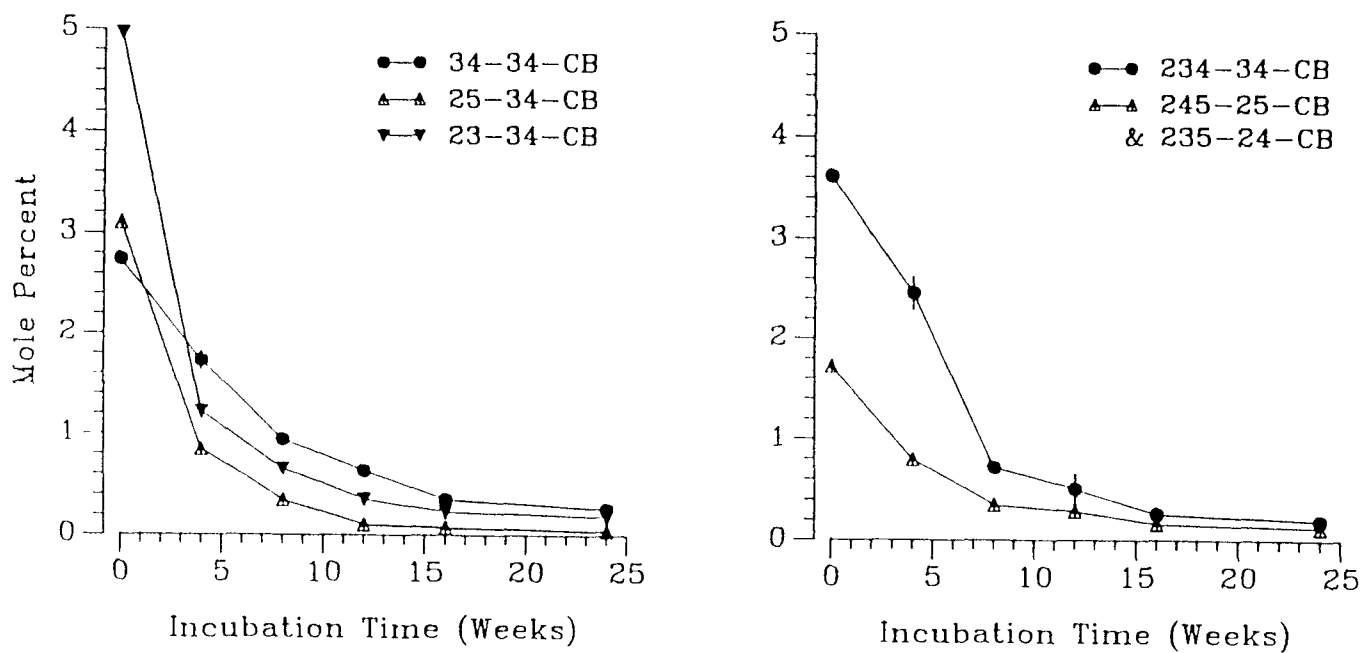 5
4
3
2
1
0
Mole Percent
34-34-CB
25-34-CB
23-34-CB
0 5 10 15 20 25
Incubation Time (Weeks)
5
4
3
2
1
0
234-34-CB
245-25-CB
& 235-24-CB
0 5 10 15 20 25
Incubation Time (Weeks)